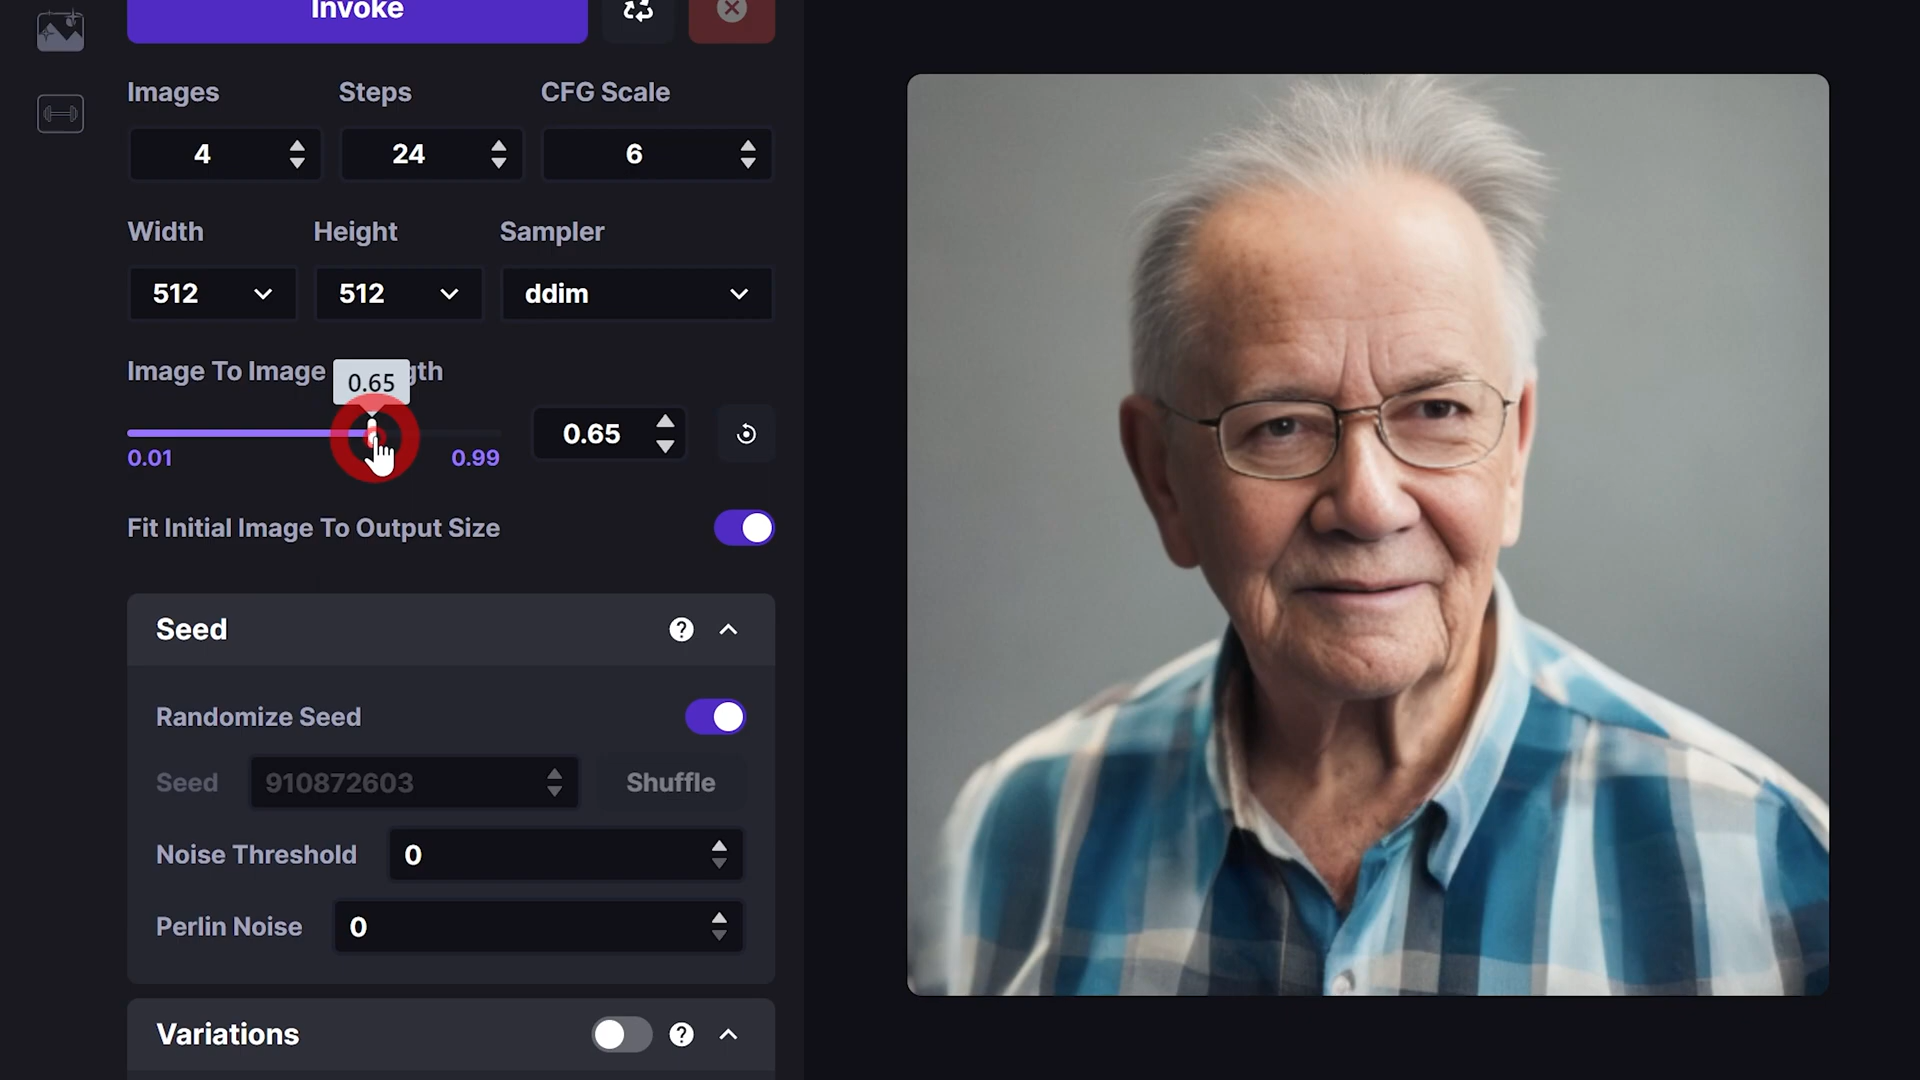 Invoke
Images Steps CFG Scale
4 24 6
Width Height Sampler
512 512 ddim
Image To Image gth
0.65
0.65
0.01 0.99
Fit Initial Image To Output Size
Seed ?
Randomize Seed
Seed 910872603 Shuffle
Noise Threshold 0
Perlin Noise 0
Variations ?